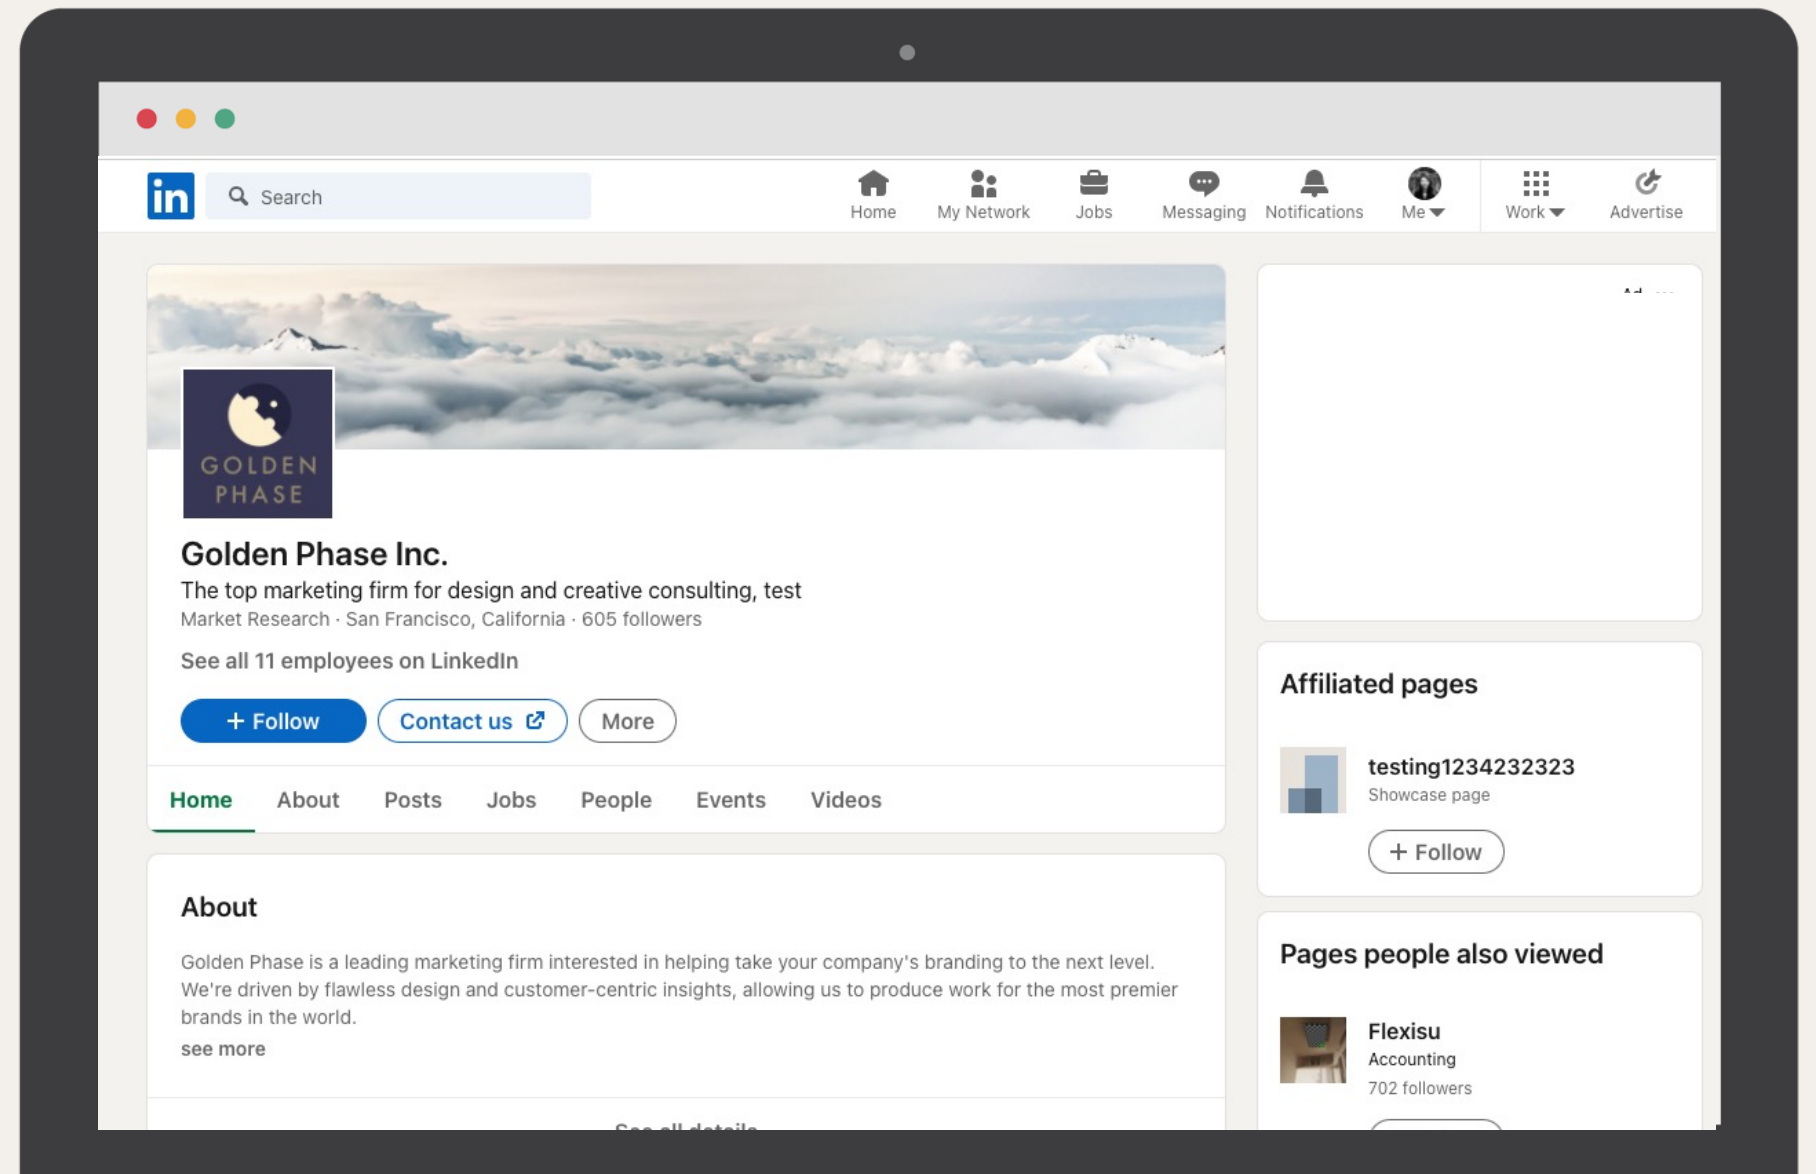 in
Search
Home
My Network
Jobs
Messaging
Notifications
Me
Work
Advertise
Ad
GOLDEN
PHASE
Golden Phase Inc.
The top marketing firm for design and creative consulting, test
Market Research · San Francisco, California · 605 followers
See all 11 employees on LinkedIn
+ Follow
Contact us
More
Home
About
Posts
Jobs
People
Events
Videos
About
Golden Phase is a leading marketing firm interested in helping take your company's branding to the next level.
We're driven by flawless design and customer-centric insights, allowing us to produce work for the most premier
brands in the world.
see more
See all details
Affiliated pages
testing1234232323
Showcase page
+ Follow
Pages people also viewed
Flexisu
Accounting
702 followers